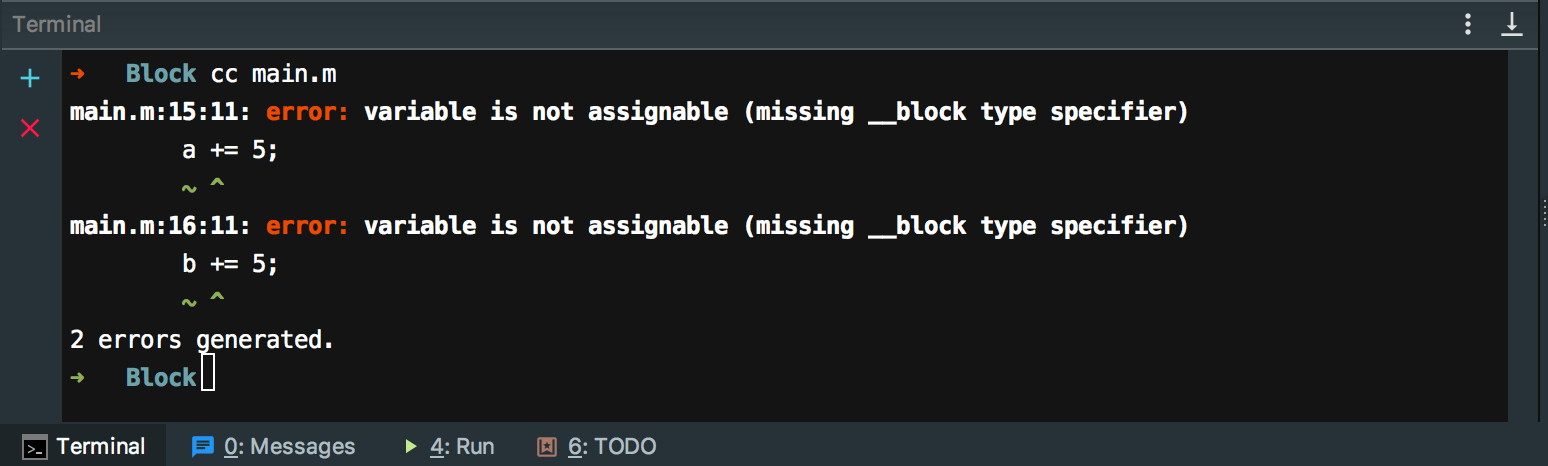 Terminal
➜ Block cc main.m
main.m:15:11: error: variable is not assignable (missing __block type specifier)
a += 5;
~ ^
main.m:16:11: error: variable is not assignable (missing __block type specifier)
b += 5;
~ ^
2 errors generated.
➜ Block
Terminal 0: Messages 4: Run 6: TODO